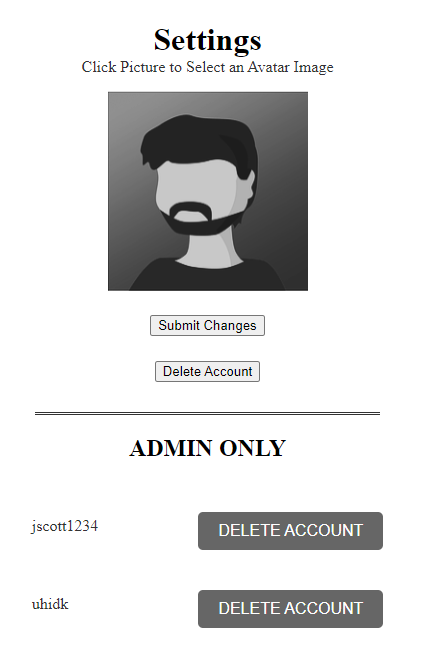 Settings
Click Picture to Select an Avatar Image
Submit Changes
Delete Account
ADMIN ONLY
jscott1234 DELETE ACCOUNT
uhidk DELETE ACCOUNT